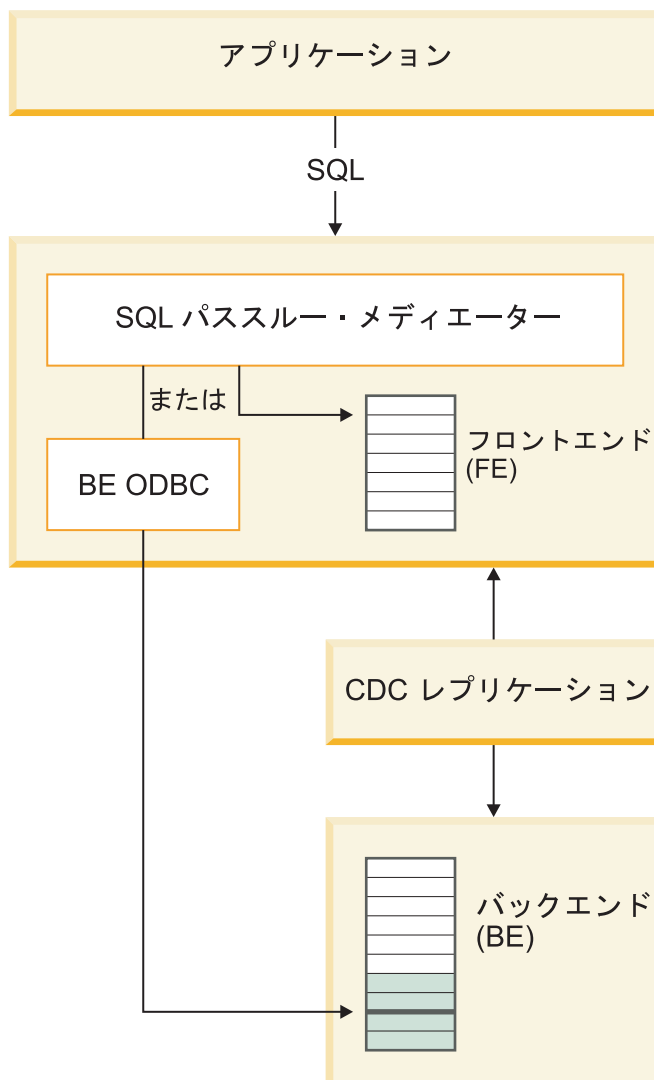 アプリケーション
SQL
SQL パススルー・メディエーター
または
BE ODBC
フロントエンド
(FE)
CDC レプリケーション
バックエンド
(BE)